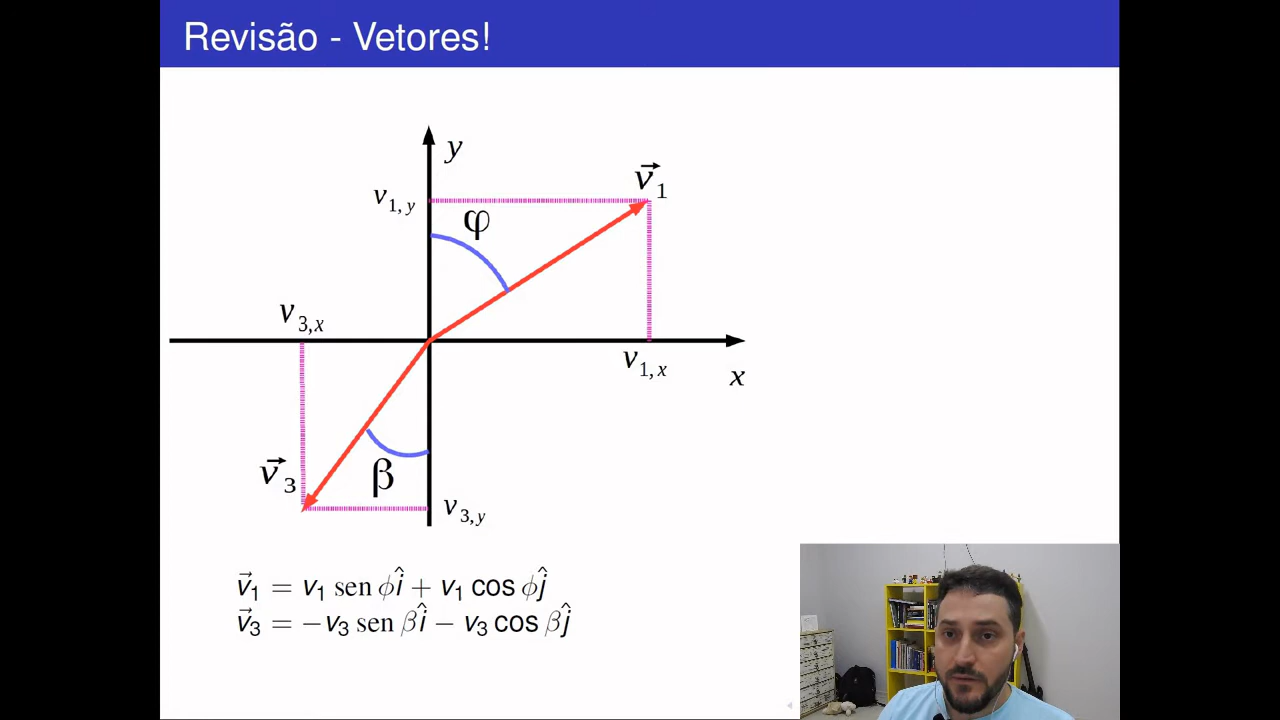 Revisão - Vetores!
y
v⃗₁
v₁,y
φ
v₃,x
v₁,x
x
v⃗₃
β
v₃,y
v⃗₁ = v₁ sen ϕî + v₁ cos ϕĵ
v⃗₃ = −v₃ sen βî − v₃ cos βĵ